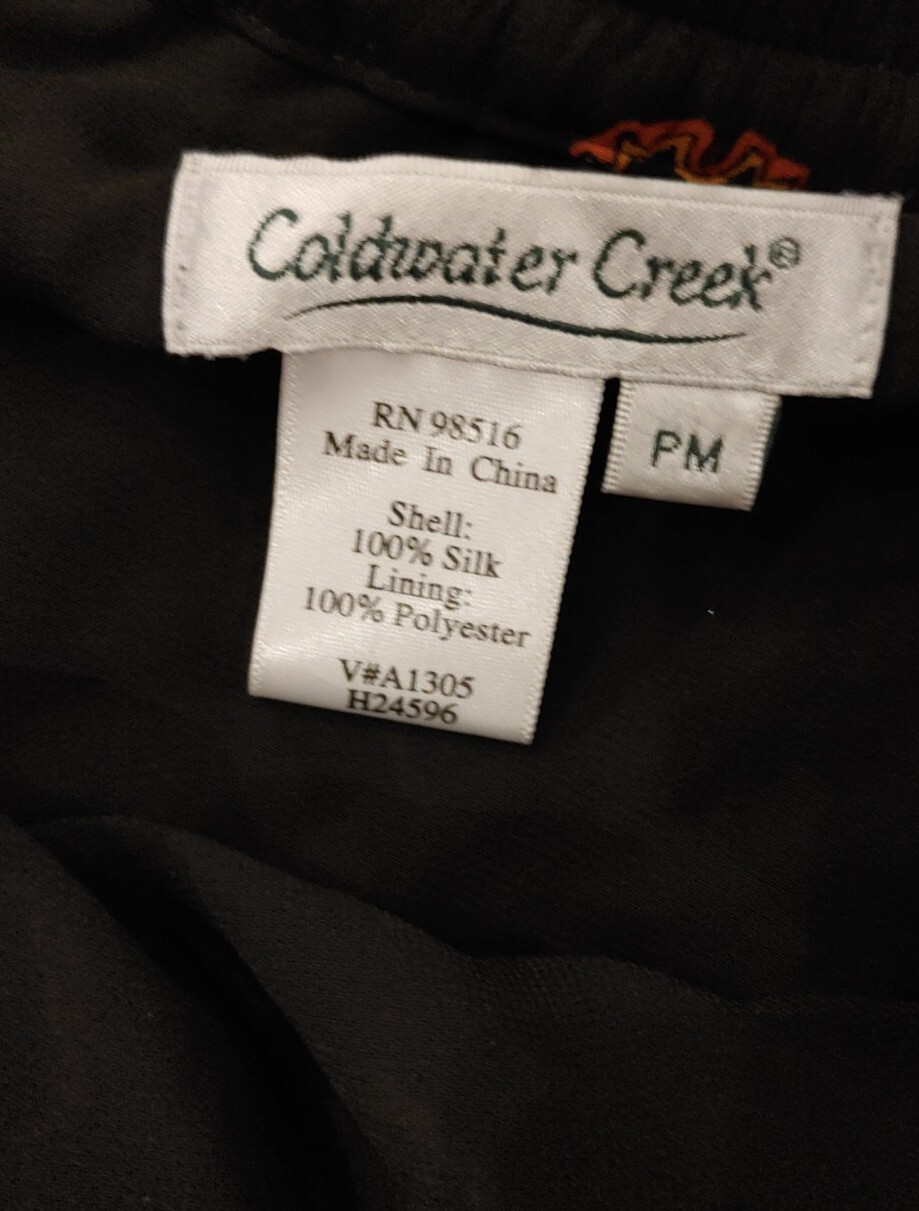 Coldwater Creek®
RN 98516
Made In China
PM
Shell:
100% Silk
Lining:
100% Polyester
V#A1305
H24596